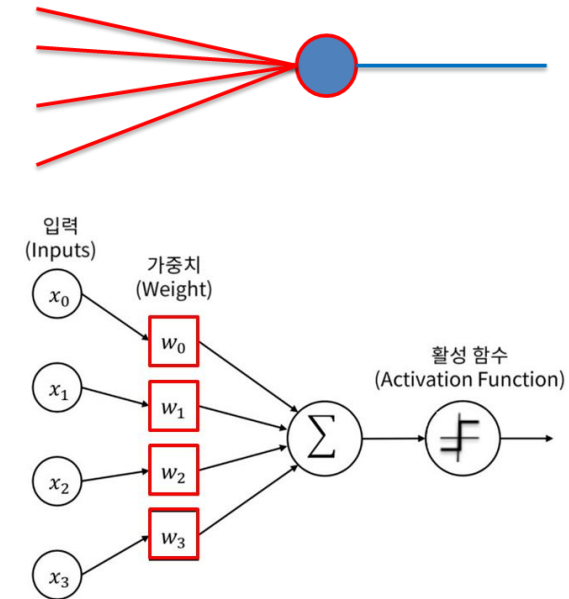 입력
(Inputs)
가중치
(Weight)
x₀
w₀
활성 함수
(Activation Function)
x₁
w₁
∑
x₂
w₂
w₃
x₃